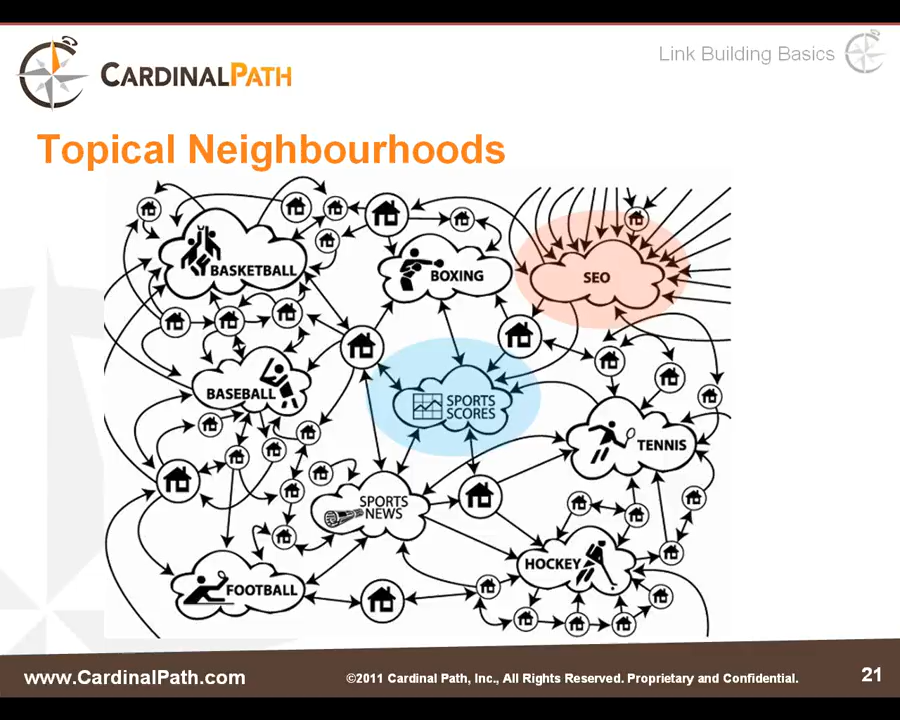 Link Building Basics
CARDINALPATH
Topical Neighbourhoods
BASKETBALL
BOXING
SEO
BASEBALL
SPORTS
SCORES
TENNIS
SPORTS
NEWS
HOCKEY
FOOTBALL
www.CardinalPath.com
©2011 Cardinal Path, Inc., All Rights Reserved. Proprietary and Confidential.
21